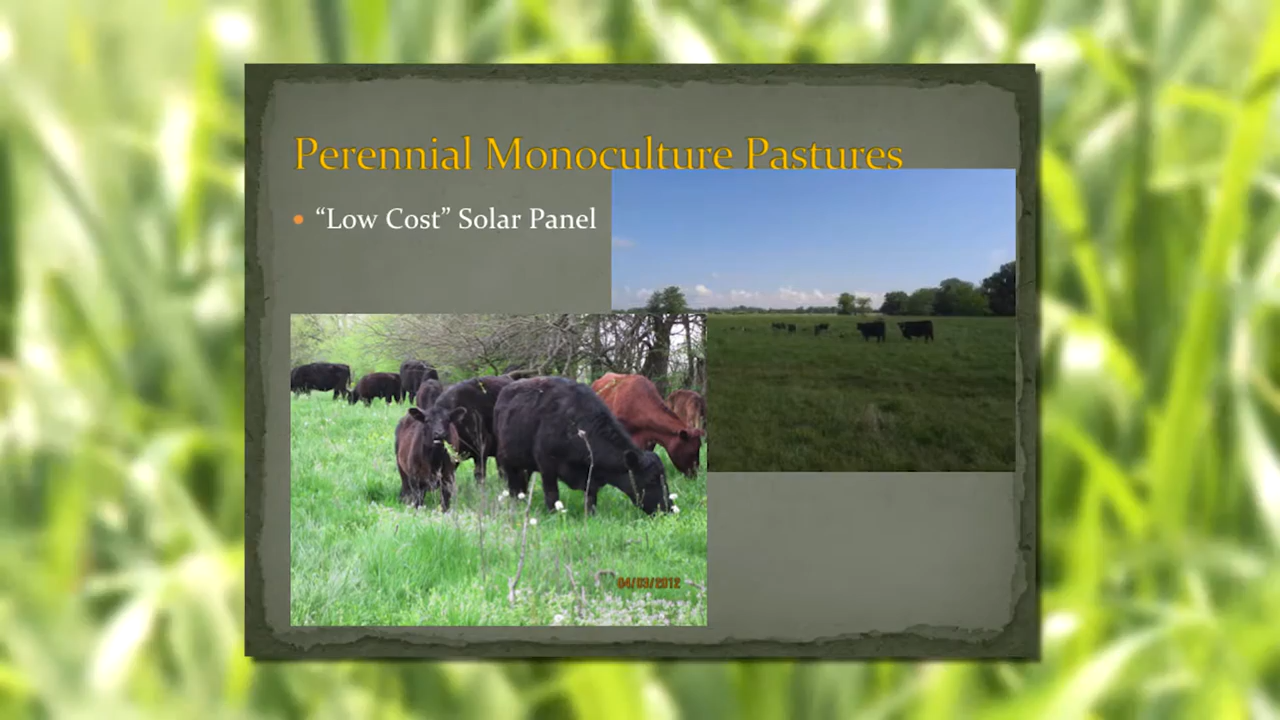 Perennial Monoculture Pastures
• “Low Cost” Solar Panel
04/03/2012